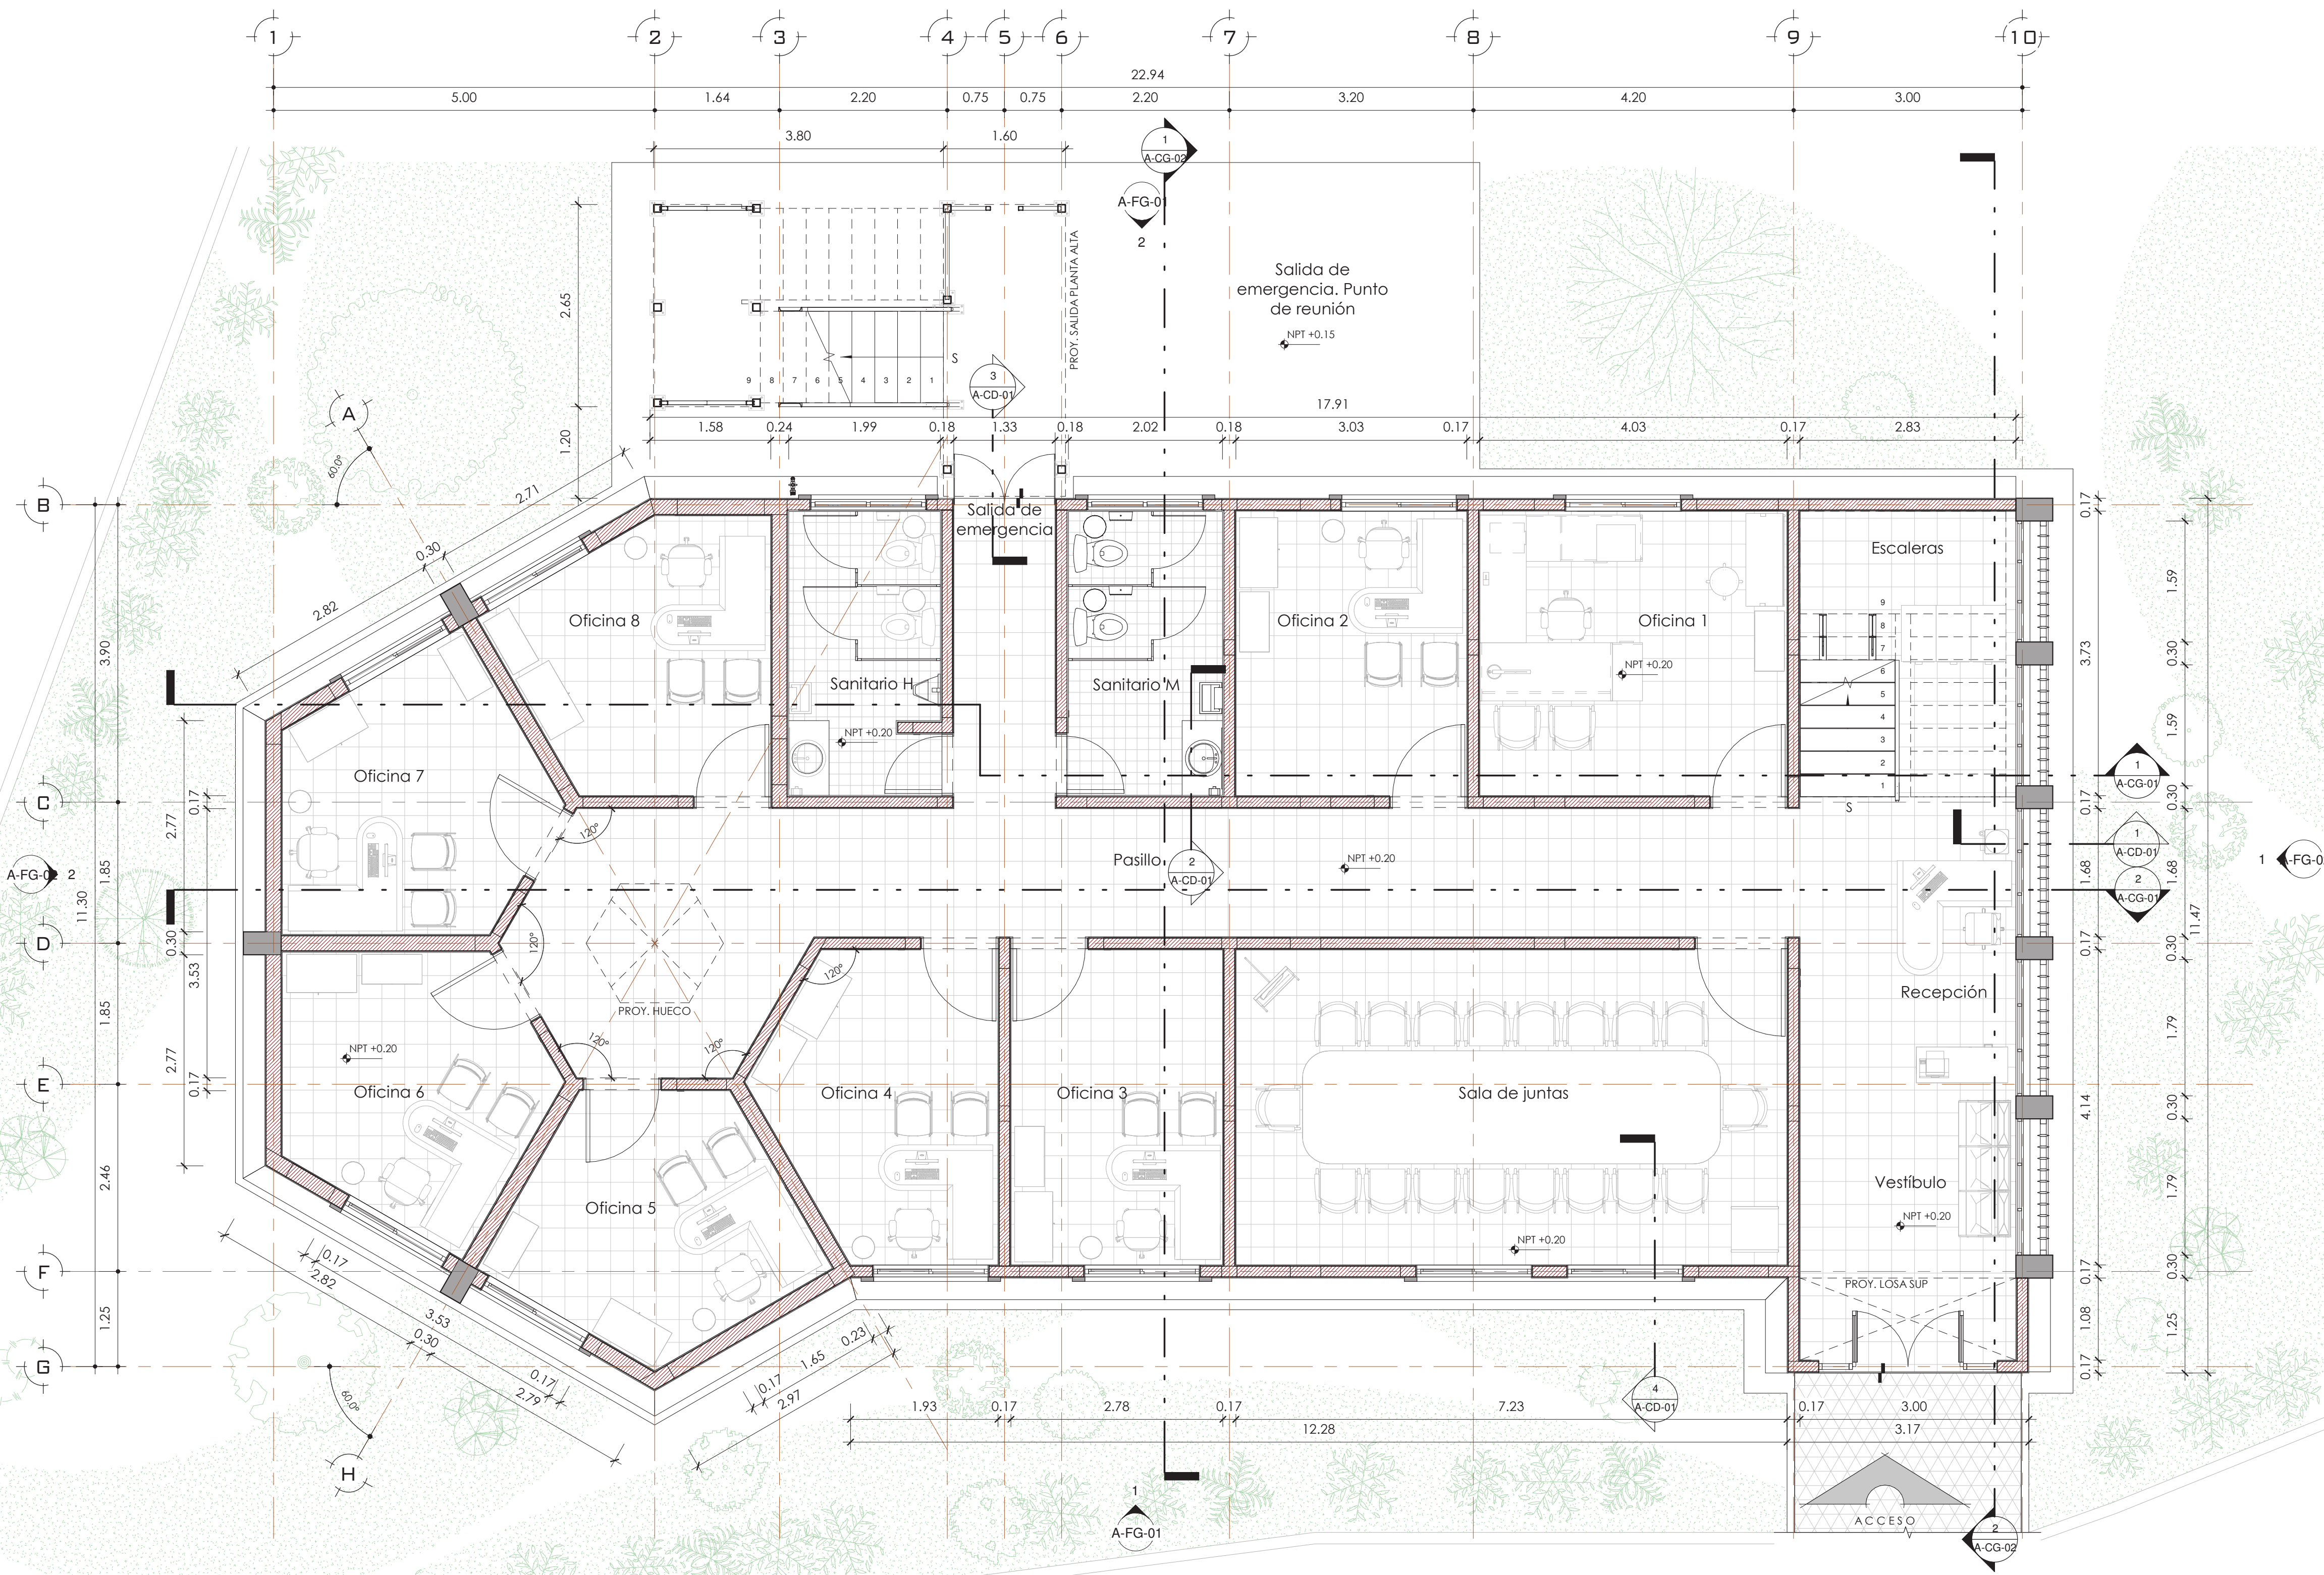 1 2 3 4 5 6 7 8 9 10
22.94
5.00 1.64 2.20 0.75 0.75 2.20 3.20 4.20 3.00
3.80 1.60
1
A-CG-02
A-FG-01
2
2.65
1.20
PROY. SALIDA PLANTA ALTA
Salida de
emergencia. Punto
de reunión
NPT +0.15
S
9 8 7 6 5 4 3 2 1
3
A-CD-01
17.91
1.58 0.24 1.99 0.18 1.33 0.18 2.02 0.18 3.03 0.17 4.03 0.17 2.83
A
60.0°
2.71
0.30
2.82
B
C
D
E
F
G
H
60.0°
3.90
1.85
1.85
2.46
1.25
11.30
2.77
0.30
2.77
0.17
3.53
0.17
A-FG-02
2
Salida de
emergencia
Escaleras
9
8
7
6
5
4
3
2
1
S
Oficina 8
Oficina 2
Oficina 1
NPT +0.20
Sanitario H
Sanitario M
NPT +0.20
Oficina 7
120°
Pasillo
2
A-CD-01
NPT +0.20
120°
PROY. HUECO
120°
120°
120°
NPT +0.20
Oficina 6
Oficina 5
Oficina 4
Oficina 3
Sala de juntas
NPT +0.20
Recepción
Vestíbulo
NPT +0.20
PROY. LOSA SUP
0.17
3.73
0.17
1.68
0.17
4.14
0.17
1.08
0.17
1.59
0.30
1.59
0.30
1.68
0.30
1.79
0.30
1.79
0.30
1.25
11.47
1
A-CG-01
1
A-CD-01
2
A-CG-01
1
A-FG-0
0.17
2.82
3.53
0.30
0.17
2.79
0.17
1.65
0.23
2.97
1.93 0.17 2.78 0.17 7.23 0.17 3.00
12.28 3.17
4
A-CD-01
1
A-FG-01
ACCESO
2
A-CG-02